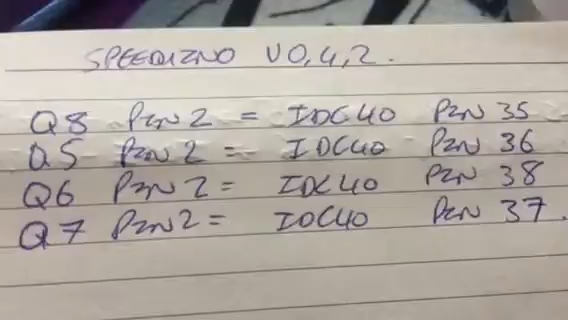 SPEEDIZNO V0,4,2.
Q8 PIN 2 = IDC40 PIN 35
Q5 PIN 2 = IDC40 PIN 36
Q6 PIN 2 = IDC40 PIN 38
Q7 PIN 2 = IDC40 PIN 37.